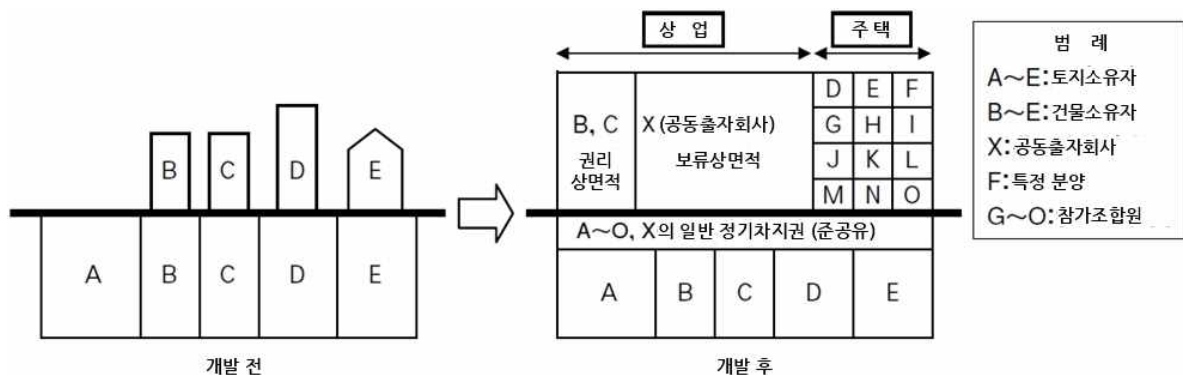 상 업
주 택
범 례
A～E:토지소유자
B～E:건물소유자
X:공동출자회사
F:특정 분양
G～O:참가조합원
B
C
D
E
A
B
C
D
E
개발 전
B, C
권리
상면적
X (공동출자회사)
보류상면적
D E F
G H I
J K L
M N O
A～O, X의 일반 정기차지권 (준공유)
A
B
C
D
E
개발 후